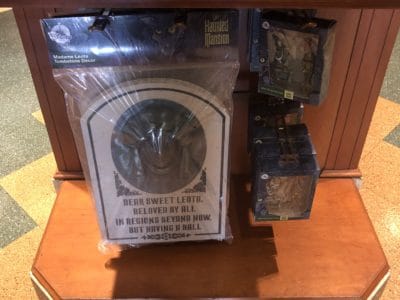 Madame Leota
Tombstone Decor
The
Haunted
Mansion
DEAR SWEET LEOTA,
BELOVED BY ALL
IN REGIONS BEYOND NOW,
BUT HAVING A BALL